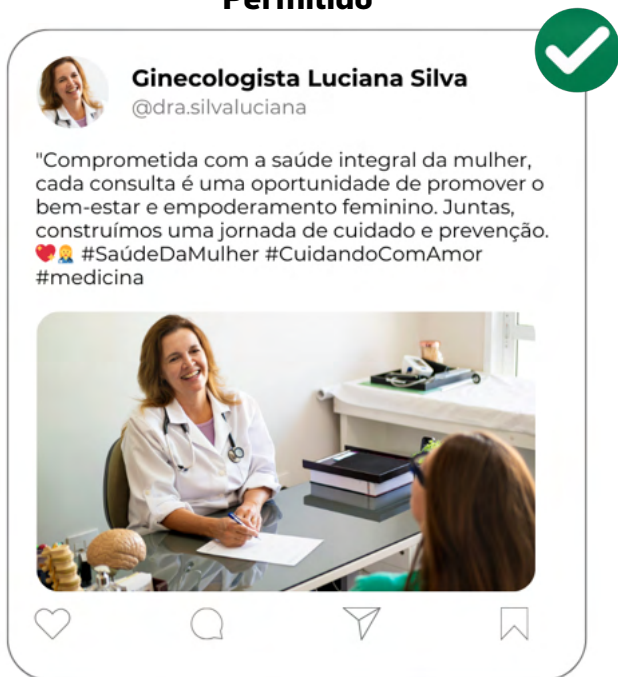 Permitido
Ginecologista Luciana Silva
@dra.silvaluciana
"Comprometida com a saúde integral da mulher,
cada consulta é uma oportunidade de promover o
bem-estar e empoderamento feminino. Juntas,
construímos uma jornada de cuidado e prevenção.
💖👩‍⚕️ #SaúdeDaMulher #CuidandoComAmor
#medicina